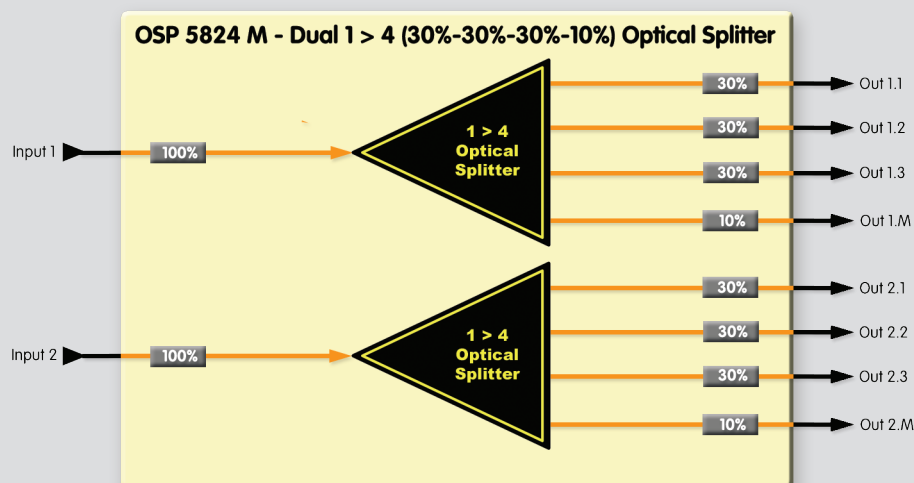 OSP 5824 M - Dual 1 > 4 (30%-30%-30%-10%) Optical Splitter
Input 1
100%
1 > 4
Optical
Splitter
30%
Out 1.1
30%
Out 1.2
30%
Out 1.3
10%
Out 1.M
Input 2
100%
1 > 4
Optical
Splitter
30%
Out 2.1
30%
Out 2.2
30%
Out 2.3
10%
Out 2.M